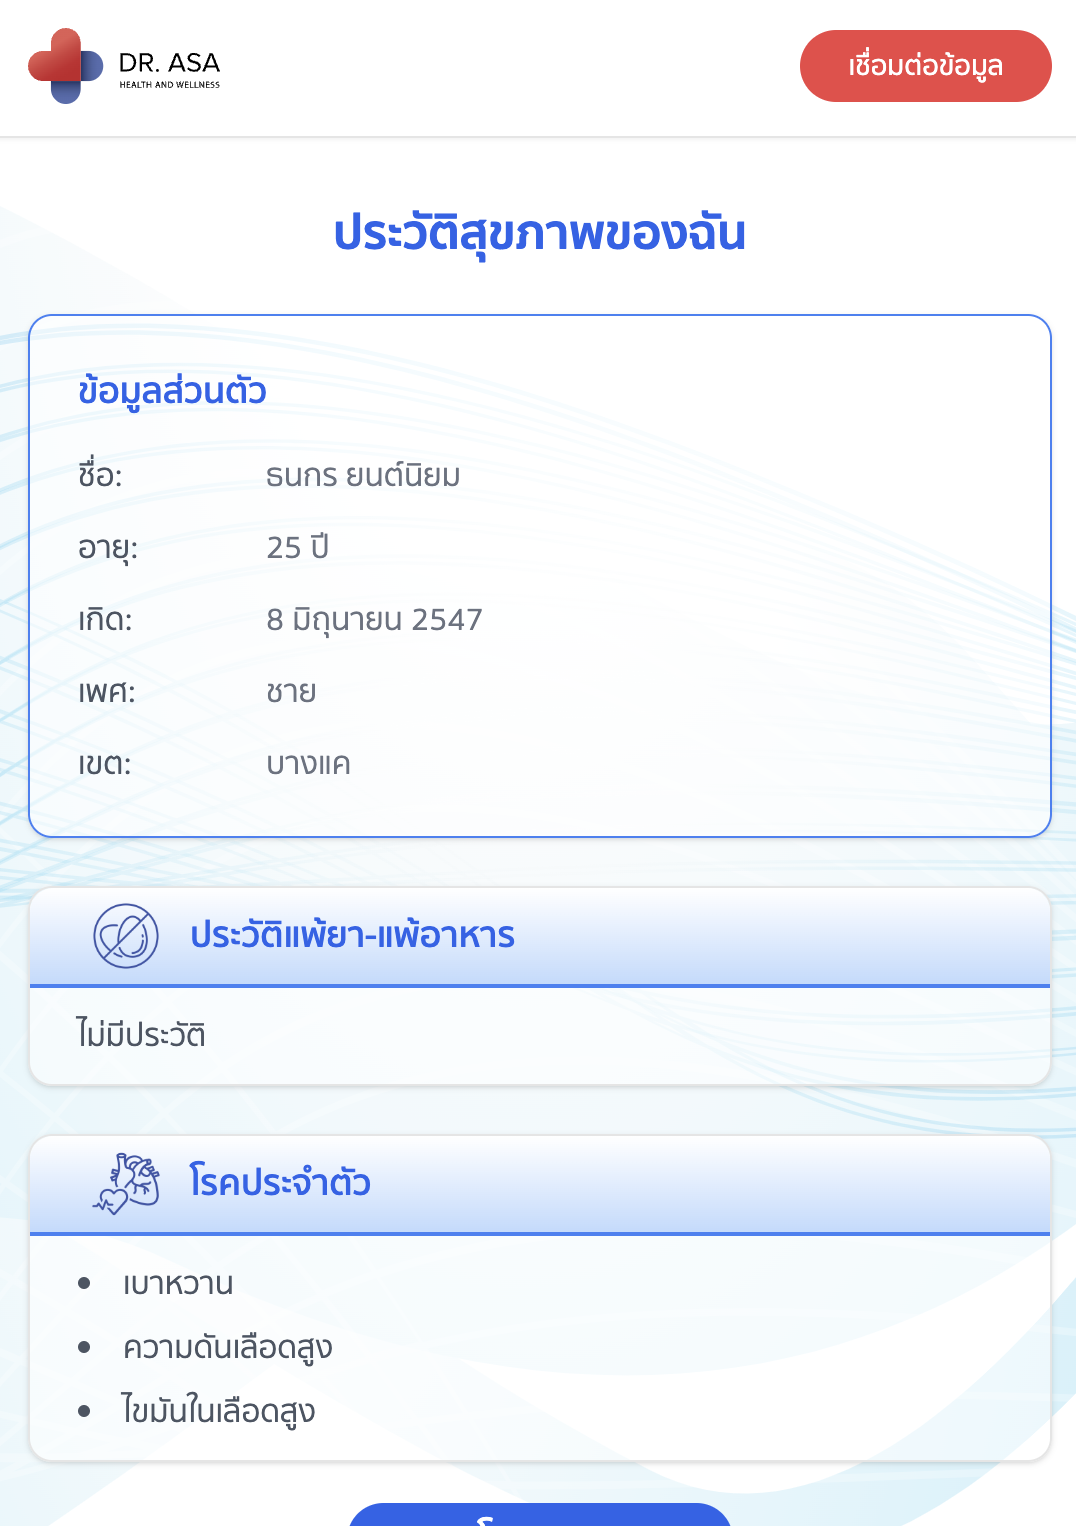 DR. ASA
HEALTH AND WELLNESS
เชื่อมต่อข้อมูล
ประวัติสุขภาพของฉัน
ข้อมูลส่วนตัว
ชื่อ: ธนกร ยนต์นิยม
อายุ: 25 ปี
เกิด: 8 มิถุนายน 2547
เพศ: ชาย
เขต: บางแค
ประวัติแพ้ยา-แพ้อาหาร
ไม่มีประวัติ
โรคประจำตัว
เบาหวาน
ความดันเลือดสูง
ไขมันในเลือดสูง